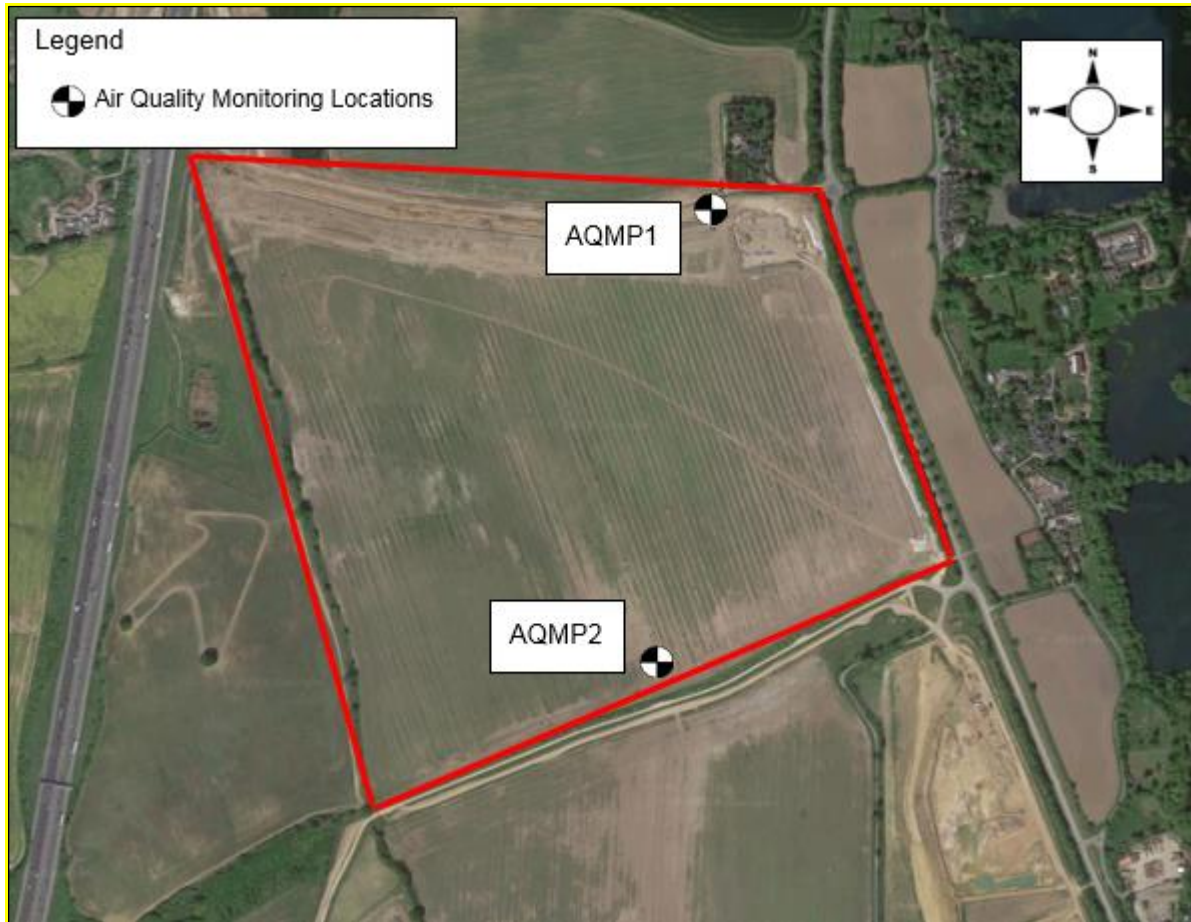 Legend
Air Quality Monitoring Locations
N
W E
S
AQMP1
AQMP2